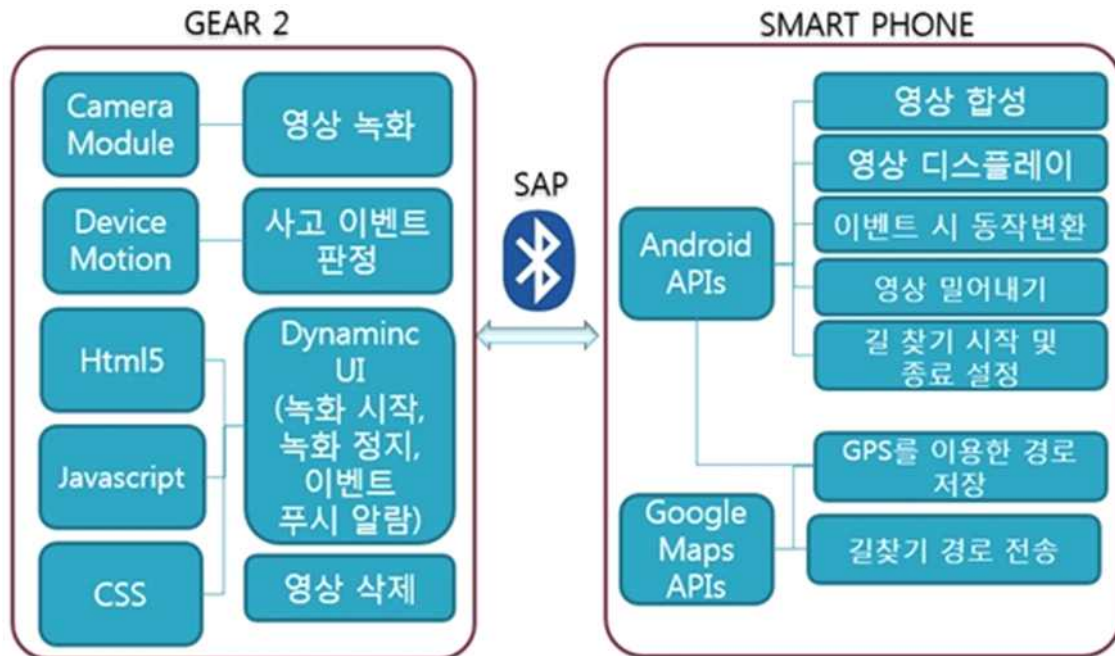 GEAR 2
Camera
Module
영상 녹화
Device
Motion
사고 이벤트
판정
Html5
Javascript
CSS
Dynaminc
UI
(녹화 시작,
녹화 정지,
이벤트
푸시 알람)
영상 삭제
SAP
SMART PHONE
Android
APIs
영상 합성
영상 디스플레이
이벤트 시 동작변환
영상 밀어내기
길 찾기 시작 및
종료 설정
GPS를 이용한 경로
저장
Google
Maps
APIs
길찾기 경로 전송